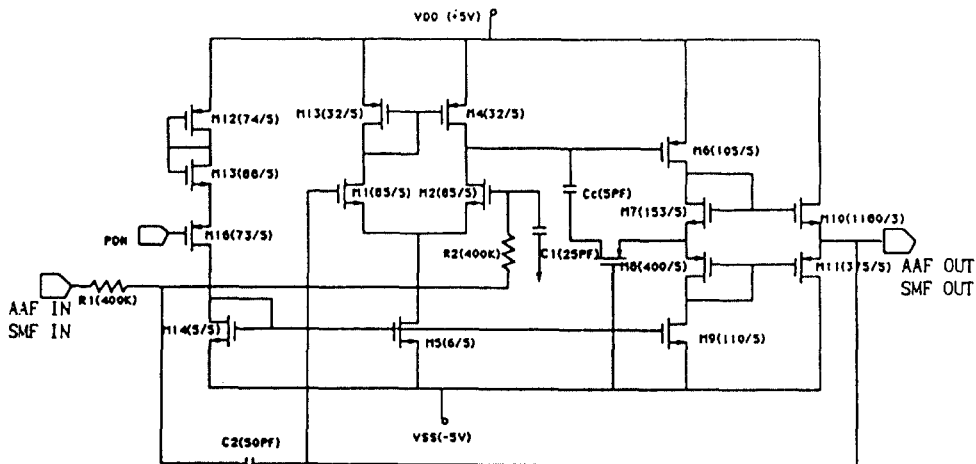 VDD (+5V)
M12(74/5)
M13(32/5)
M4(32/5)
M13(86/5)
M6(105/5)
Cc(5PF)
M1(85/5)
M2(85/5)
M7(153/5)
M10(1160/3)
PDN
M16(73/5)
R2(400K)
C1(25PF)
M8(400/5)
M11(375/5)
AAF OUT
SMF OUT
R1(400K)
AAF IN
SMF IN
M14(5/5)
M5(6/5)
M9(110/5)
VSS(-5V)
C2(50PF)